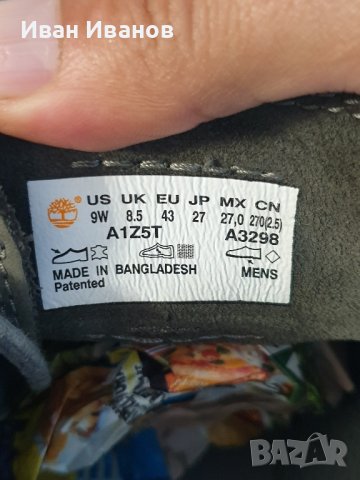 Иван Иванов
US UK EU JP MX CN
9W 8.5 43 27 27,0 270(2.5)
A1Z5T A3298
MADE IN BANGLADESH MENS
Patented
BAZAR